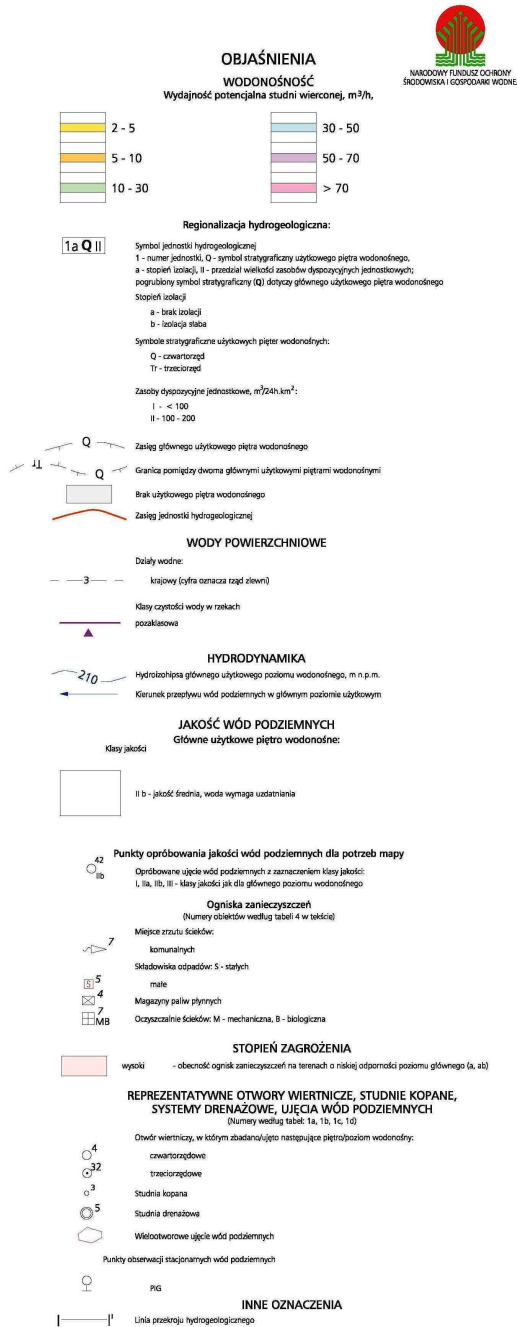 NARODOWY FUNDUSZ OCHRONY
ŚRODOWISKA I GOSPODARKI WODNEJ
OBJAŚNIENIA
WODONOŚNOŚĆ
Wydajność potencjalna studni wierconej, m³/h,
2 - 5
30 - 50
5 - 10
50 - 70
10 - 30
> 70
Regionalizacja hydrogeologiczna:
1a Q II
Symbol jednostki hydrogeologicznej
1 - numer jednostki, Q - symbol stratygraficzny użytkowego piętra wodonośnego,
a - stopień izolacji, II - przedział wielkości zasobów dyspozycyjnych jednostkowych;
pogrubiony symbol stratygraficzny (Q) dotyczy głównego użytkowego piętra wodonośnego
Stopień izolacji
a - brak izolacji
b - izolacja słaba
Symbole stratygraficzne użytkowych pięter wodonośnych:
Q - czwartorzęd
Tr - trzeciorzęd
Zasoby dyspozycyjne jednostkowe, m³/24h.km²:
I - < 100
II - 100 - 200
Q
Zasięg głównego użytkowego piętra wodonośnego
Tr
Q
Granica pomiędzy dwoma głównymi użytkowymi piętrami wodonośnymi
Brak użytkowego piętra wodonośnego
Zasięg jednostki hydrogeologicznej
WODY POWIERZCHNIOWE
Działy wodne:
3
krajowy (cyfra oznacza rząd zlewni)
Klasy czystości wody w rzekach
pozaklasowa
HYDRODYNAMIKA
210
Hydroizohipsa głównego użytkowego poziomu wodonośnego, m n.p.m.
Kierunek przepływu wód podziemnych w głównym poziomie użytkowym
JAKOŚĆ WÓD PODZIEMNYCH
Główne użytkowe piętro wodonośne:
Klasy jakości
II b - jakość średnia, woda wymaga uzdatniania
Punkty opróbowania jakości wód podziemnych dla potrzeb mapy
42
IIb
Opróbowane ujęcie wód podziemnych z zaznaczeniem klasy jakości:
I, IIa, IIb, III - klasy jakości jak dla głównego poziomu wodonośnego
Ogniska zanieczyszczeń
(Numery obiektów według tabeli 4 w tekście)
Miejsce zrzutu ścieków:
7
komunalnych
Składowiska odpadów: S - stałych
S 5
małe
4
Magazyny paliw płynnych
7
MB
Oczyszczalnie ścieków: M - mechaniczna, B - biologiczna
STOPIEŃ ZAGROŻENIA
wysoki - obecność ognisk zanieczyszczeń na terenach o niskiej odporności poziomu głównego (a, ab)
REPREZENTATYWNE OTWORY WIERTNICZE, STUDNIE KOPANE,
SYSTEMY DRENAŻOWE, UJĘCIA WÓD PODZIEMNYCH
(Numery według tabel: 1a, 1b, 1c, 1d)
Otwór wiertniczy, w którym zbadano/ujęto następujące piętro/poziom wodonośny:
4
czwartorzędowe
32
trzeciorzędowe
3
Studnia kopana
5
Studnia drenażowa
Wielootworowe ujęcie wód podziemnych
Punkty obserwacji stacjonarnych wód podziemnych
PIG
INNE OZNACZENIA
I I'
Linia przekroju hydrogeologicznego